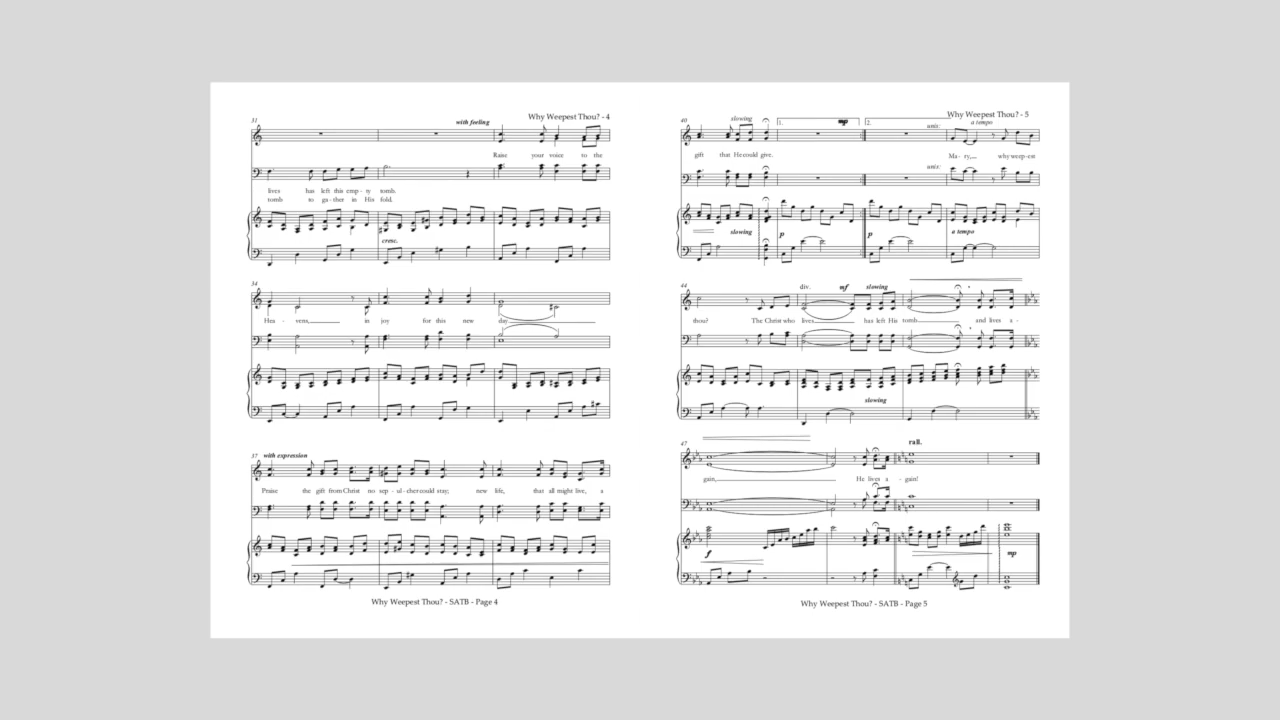 Why Weepest Thou? - 4
31
with feeling
Raise your voice to the
lives has left this emp - ty tomb.
tomb to ga - ther in His fold.
cresc.
34
Hea - vens, in joy for this new day
37 with expression
Praise the gift from Christ no sep - ul - cher could stay; new life, that all might live, a
Why Weepest Thou? - SATB - Page 4
Why Weepest Thou? - 5
40 slowing 1. mp 2. unis: a tempo
gift that He could give. Ma - ry, why weep-est
unis:
slowing p p a tempo
44 div. mf slowing
thou? The Christ who lives has left His tomb and lives a -
slowing
47 rall.
gain, He lives a - gain!
f mp
Why Weepest Thou? - SATB - Page 5